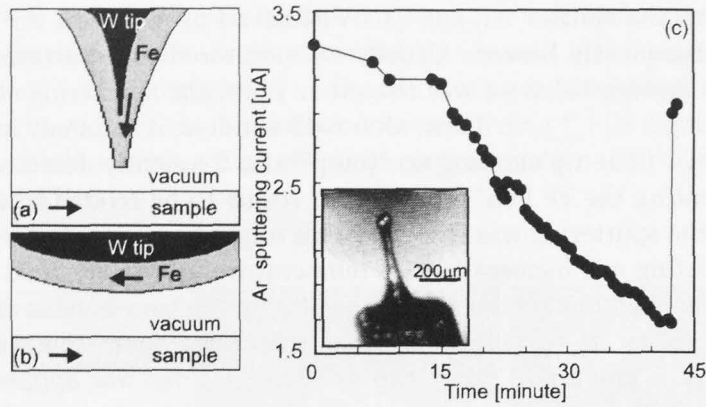 W tip
Fe
vacuum
(a) sample
W tip
Fe
vacuum
(b) sample
(c)
Ar sputtering current [uA]
3.5
2.5
1.5
200µm
0 15 30 45
Time [minute]